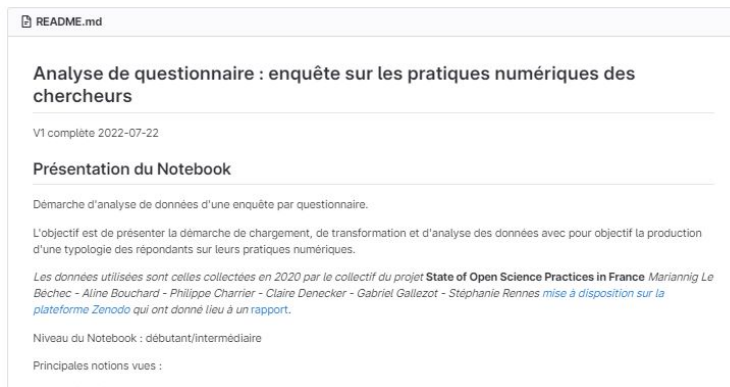 README.md
Analyse de questionnaire : enquête sur les pratiques numériques des
chercheurs
V1 complète 2022-07-22
Présentation du Notebook
Démarche d'analyse de données d'une enquête par questionnaire.
L'objectif est de présenter la démarche de chargement, de transformation et d'analyse des données avec pour objectif la production
d'une typologie des répondants sur leurs pratiques numériques.
Les données utilisées sont celles collectées en 2020 par le collectif du projet State of Open Science Practices in France Mariannig Le
Béchec - Aline Bouchard - Philippe Charrier - Claire Denecker - Gabriel Gallezot - Stéphanie Rennes mise à disposition sur la
plateforme Zenodo qui ont donné lieu à un rapport.
Niveau du Notebook : débutant/intermédiaire
Principales notions vues :